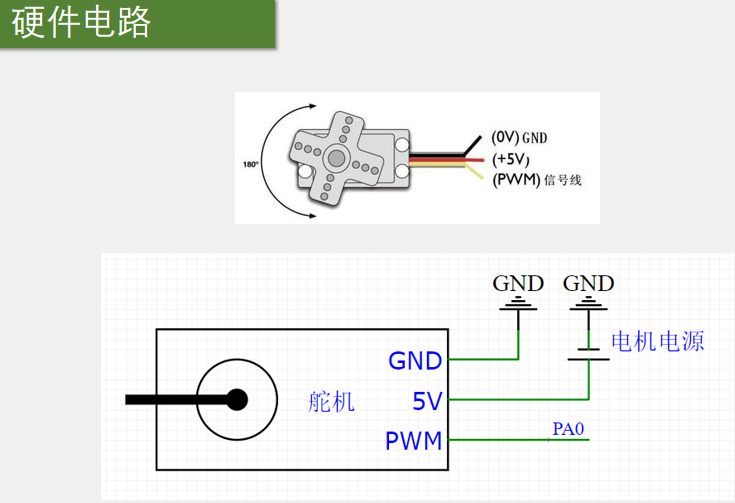 硬件电路
(0V) GND
180°
(+5V)
(PWM) 信号线
GND GND
电机电源
GND
舵机 5V
PA0
PWM